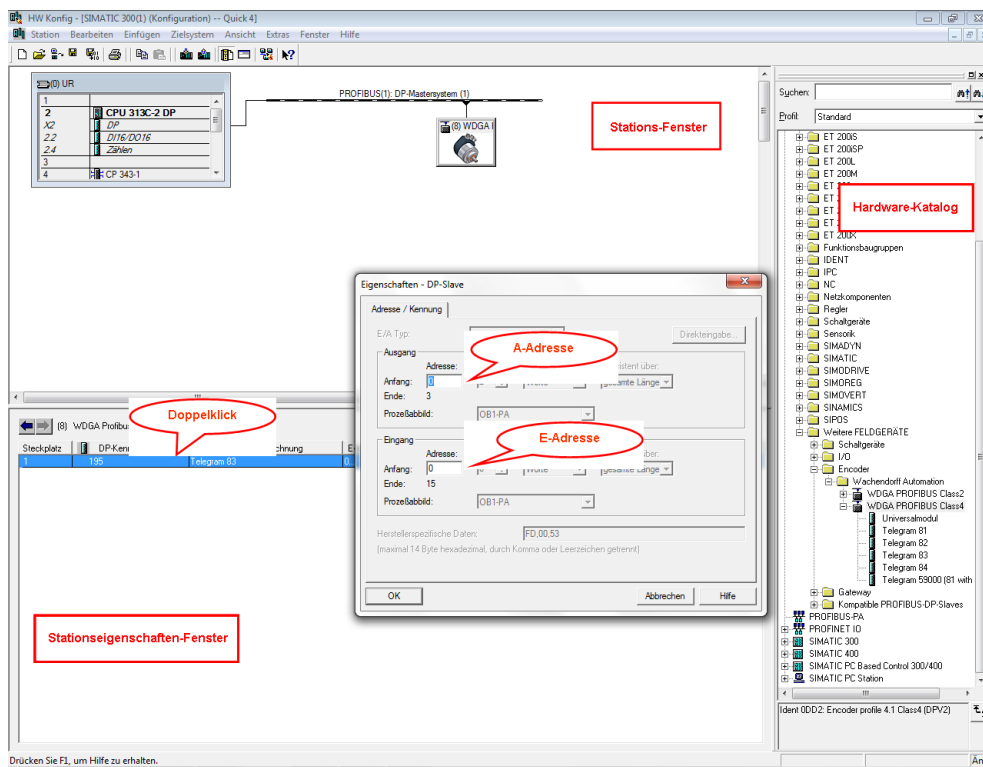 HW Konfig - [SIMATIC 300(1) (Konfiguration) -- Quick 4]
Station Bearbeiten Einfügen Zielsystem Ansicht Extras Fenster Hilfe
(0) UR
1
2 CPU 313C-2 DP
X2 DP
2.2 DI16/DO16
2.4 Zählen
3
4 CP 343-1
PROFIBUS(1): DP-Mastersystem (1)
(8) WDGA
Stations-Fenster
Suchen:
Profil: Standard
ET 200iS
ET 200iSP
ET 200L
ET 200M
ET
ET
ET
ET
ET 200X
Hardware-Katalog
Funktionsbaugruppen
IDENT
IPC
NC
Netzkomponenten
Regler
Schaltgeräte
Sensorik
SIMADYN
SIMATIC
SIMODRIVE
SIMOREG
SIMOVERT
SINAMICS
SIPOS
Weitere FELDGERÄTE
Schaltgeräte
I/O
Encoder
Wachendorff Automation
WDGA PROFIBUS Class2
WDGA PROFIBUS Class4
Universalmodul
Telegram 81
Telegram 82
Telegram 83
Telegram 84
Telegram 59000 (81 with
Gateway
Kompatible PROFIBUS-DP-Slaves
PROFIBUS-PA
PROFINET IO
SIMATIC 300
SIMATIC 400
SIMATIC PC Based Control 300/400
SIMATIC PC Station
Ident 0DD2: Encoder profile 4.1 Class4 (DPV2)
Eigenschaften - DP-Slave
Adresse / Kennung
E/A Typ:
Direkteingabe...
A-Adresse
Ausgang
Adresse:
Anfang: 0
gesamte Länge
Ende: 3
Prozeßabbild: OB1-PA
E-Adresse
Eingang
Adresse:
Anfang: 0
gesamte Länge
Ende: 15
Prozeßabbild: OB1-PA
Herstellerspezifische Daten: FD,00,53
(maximal 14 Byte hexadezimal, durch Komma oder Leerzeichen getrennt)
OK Abbrechen Hilfe
Doppelklick
(8) WDGA Profibu
Steckplatz DP-Ken chnung E
1 195 Telegram 83 0
Stationseigenschaften-Fenster
Drücken Sie F1, um Hilfe zu erhalten.
Än